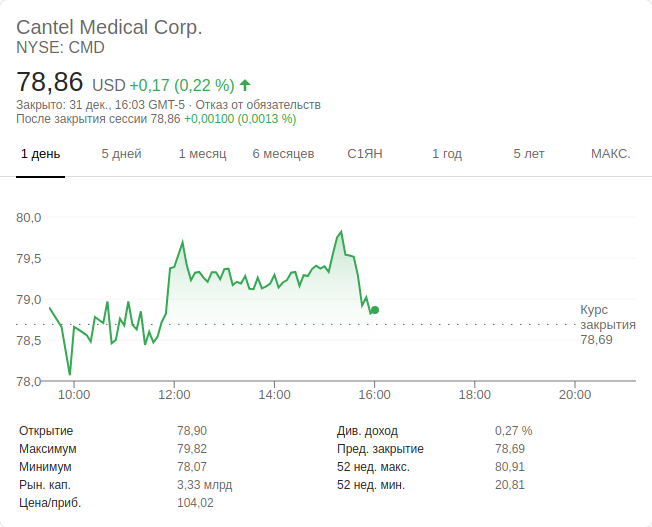 Cantel Medical Corp.
NYSE: CMD
78,86 USD +0,17 (0,22 %)
Закрыто: 31 дек., 16:03 GMT-5 · Отказ от обязательств
После закрытия сессии 78,86 +0,00100 (0,0013 %)
1 день 5 дней 1 месяц 6 месяцев С1ЯН 1 год 5 лет МАКС.
80,0
79,5
79,0
78,5
78,0
Курс
закрытия
78,69
10:00 12:00 14:00 16:00 18:00 20:00
Открытие 78,90
Максимум 79,82
Минимум 78,07
Рын. кап. 3,33 млрд
Цена/приб. 104,02
Див. доход 0,27 %
Пред. закрытие 78,69
52 нед. макс. 80,91
52 нед. мин. 20,81